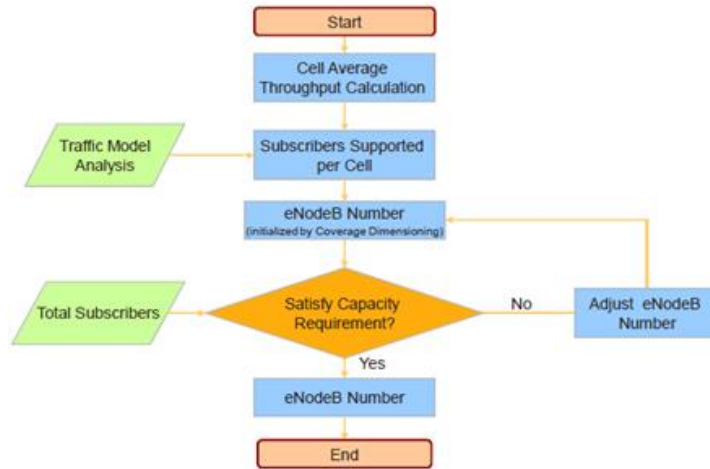 Start
Cell Average
Throughput Calculation
Traffic Model
Analysis
Subscribers Supported
per Cell
eNodeB Number
(initialized by Coverage Dimensioning)
Total Subscribers
Satisfy Capacity
Requirement?
No
Adjust eNodeB
Number
Yes
eNodeB Number
End